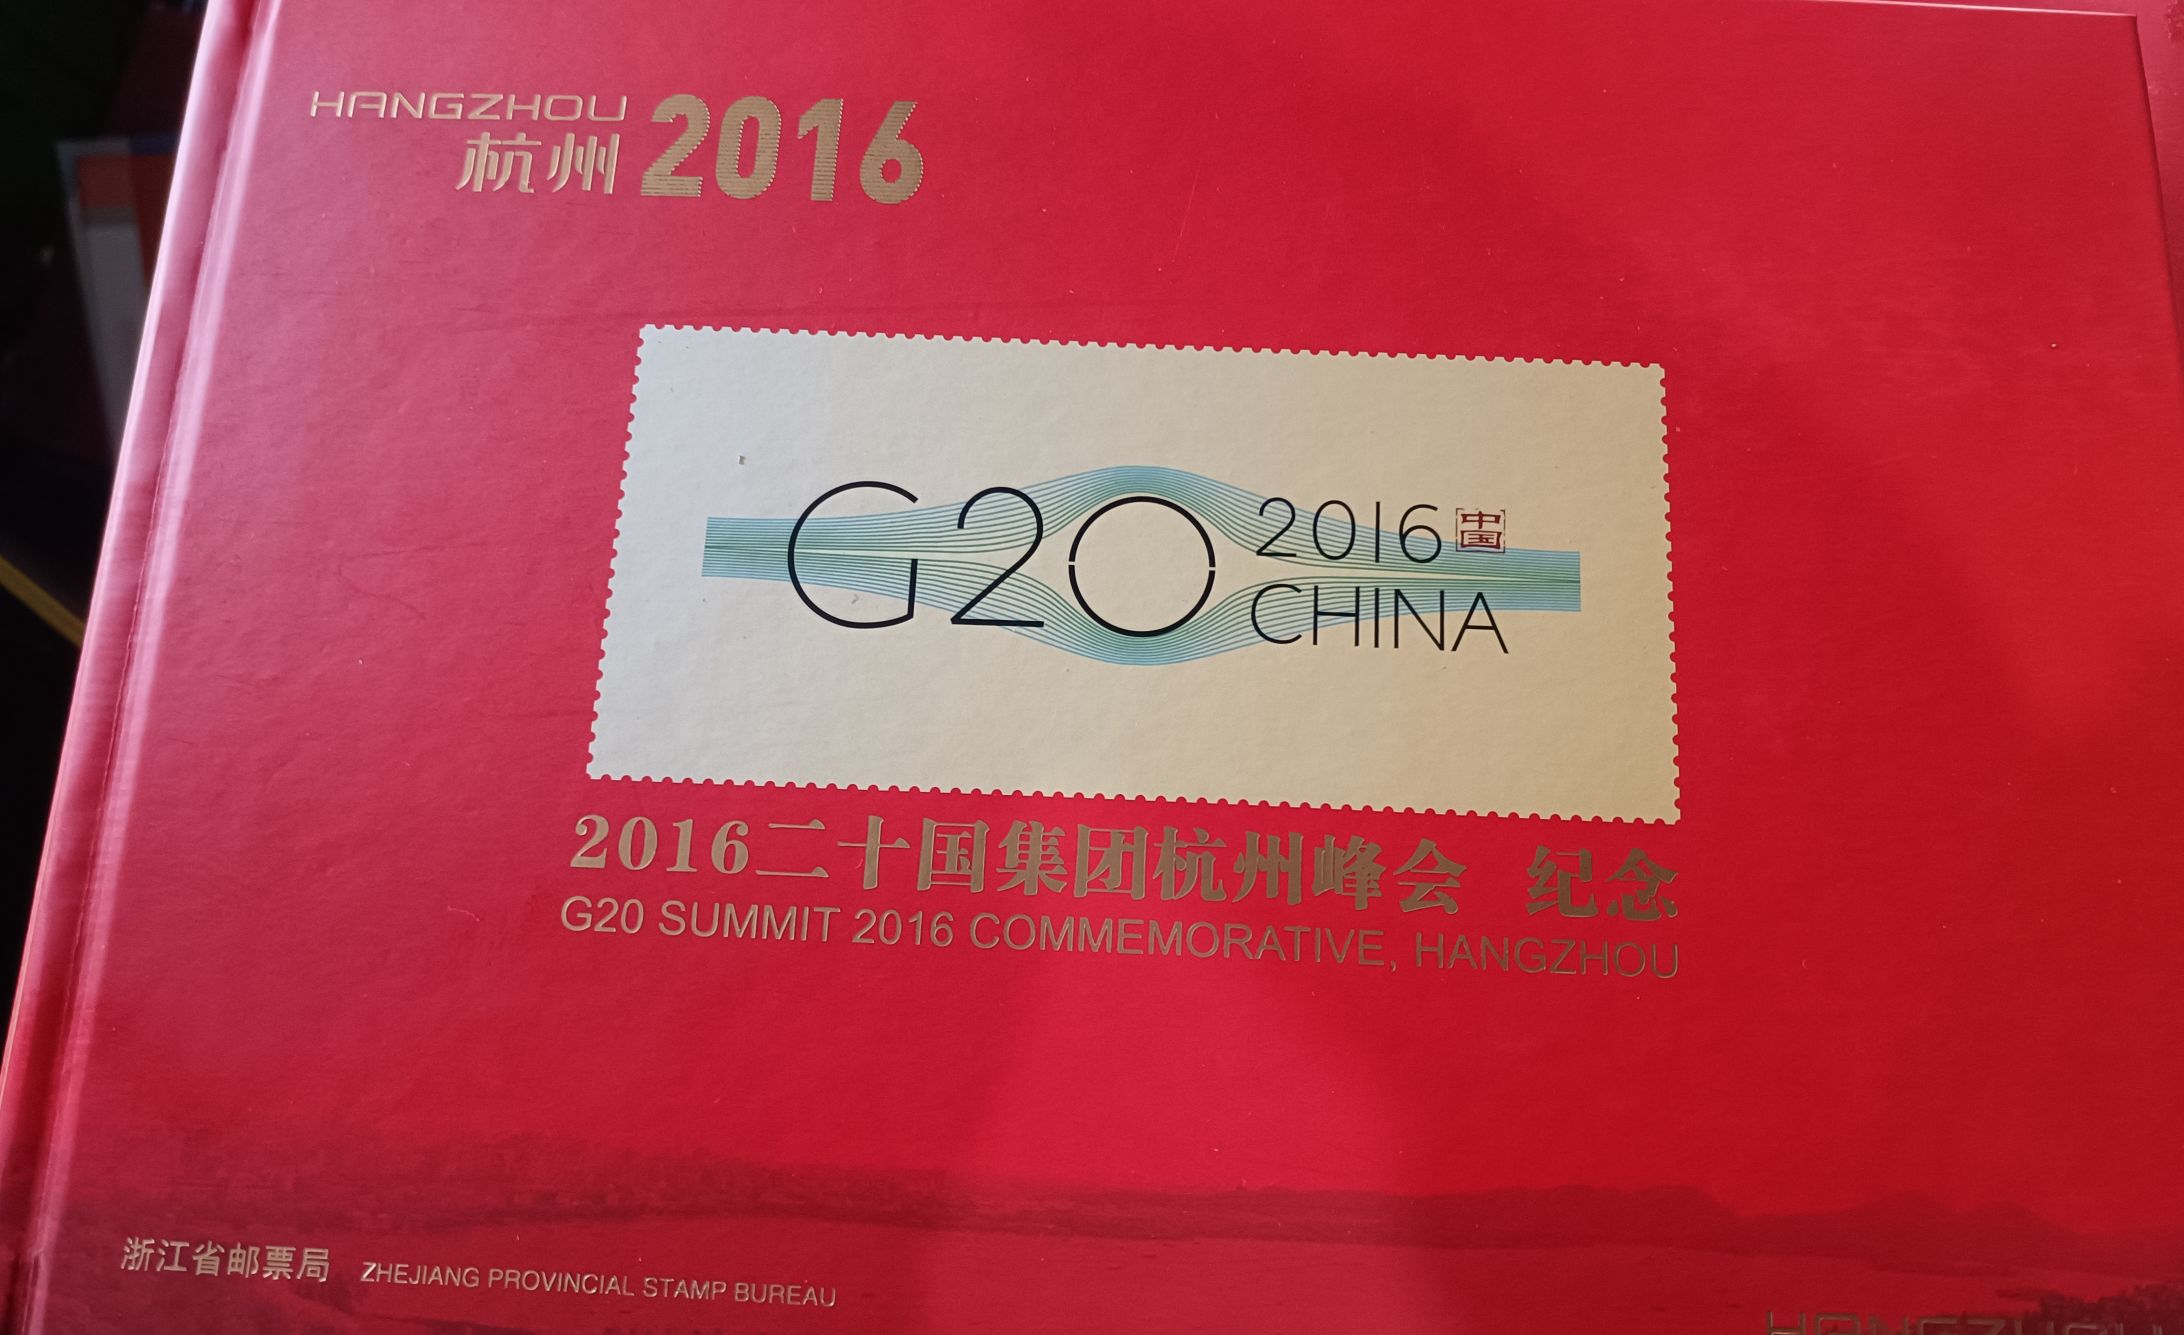 HANGZHOU
杭州 2016
G20 2016 中国
CHINA
2016二十国集团杭州峰会 纪念
G20 SUMMIT 2016 COMMEMORATIVE, HANGZHOU
浙江省邮票局 ZHEJIANG PROVINCIAL STAMP BUREAU
HANGZHOU